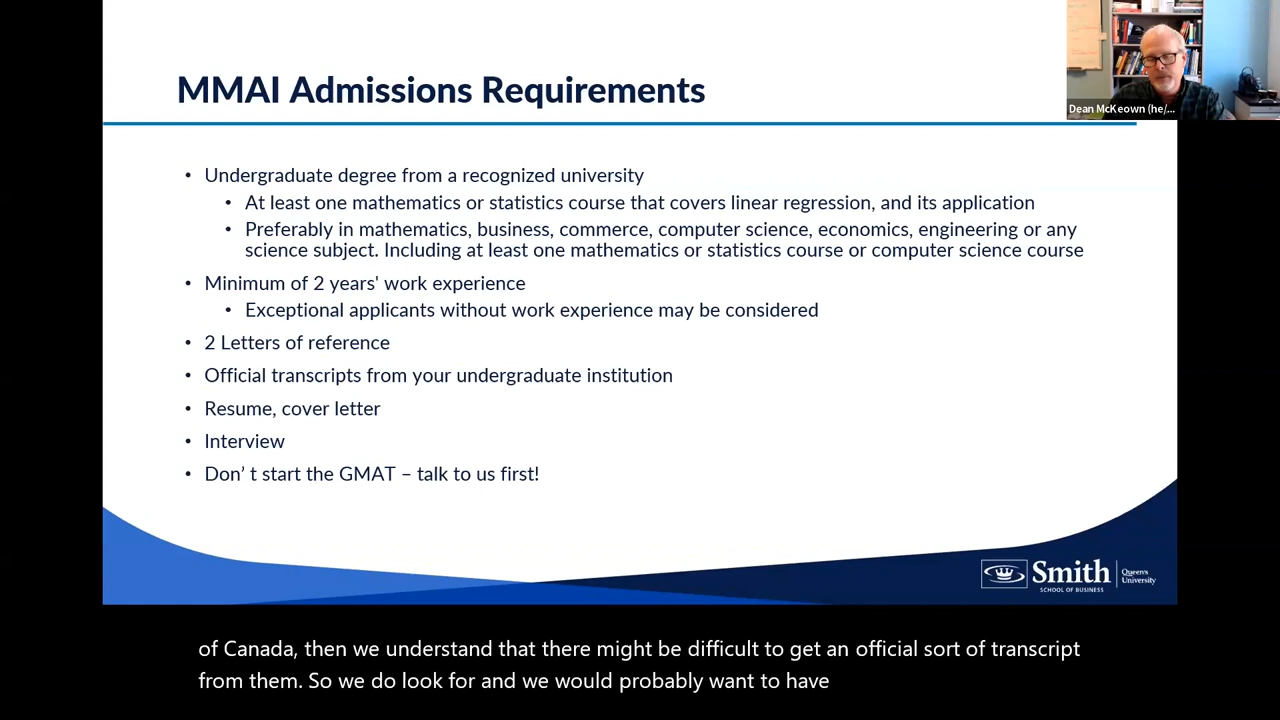 MMAI Admissions Requirements
Dean McKeown (he/...
• Undergraduate degree from a recognized university
• At least one mathematics or statistics course that covers linear regression, and its application
• Preferably in mathematics, business, commerce, computer science, economics, engineering or any
science subject. Including at least one mathematics or statistics course or computer science course
• Minimum of 2 years' work experience
• Exceptional applicants without work experience may be considered
• 2 Letters of reference
• Official transcripts from your undergraduate institution
• Resume, cover letter
• Interview
• Don’ t start the GMAT – talk to us first!
Smith
SCHOOL OF BUSINESS
Queen's
University
of Canada, then we understand that there might be difficult to get an official sort of transcript
from them. So we do look for and we would probably want to have